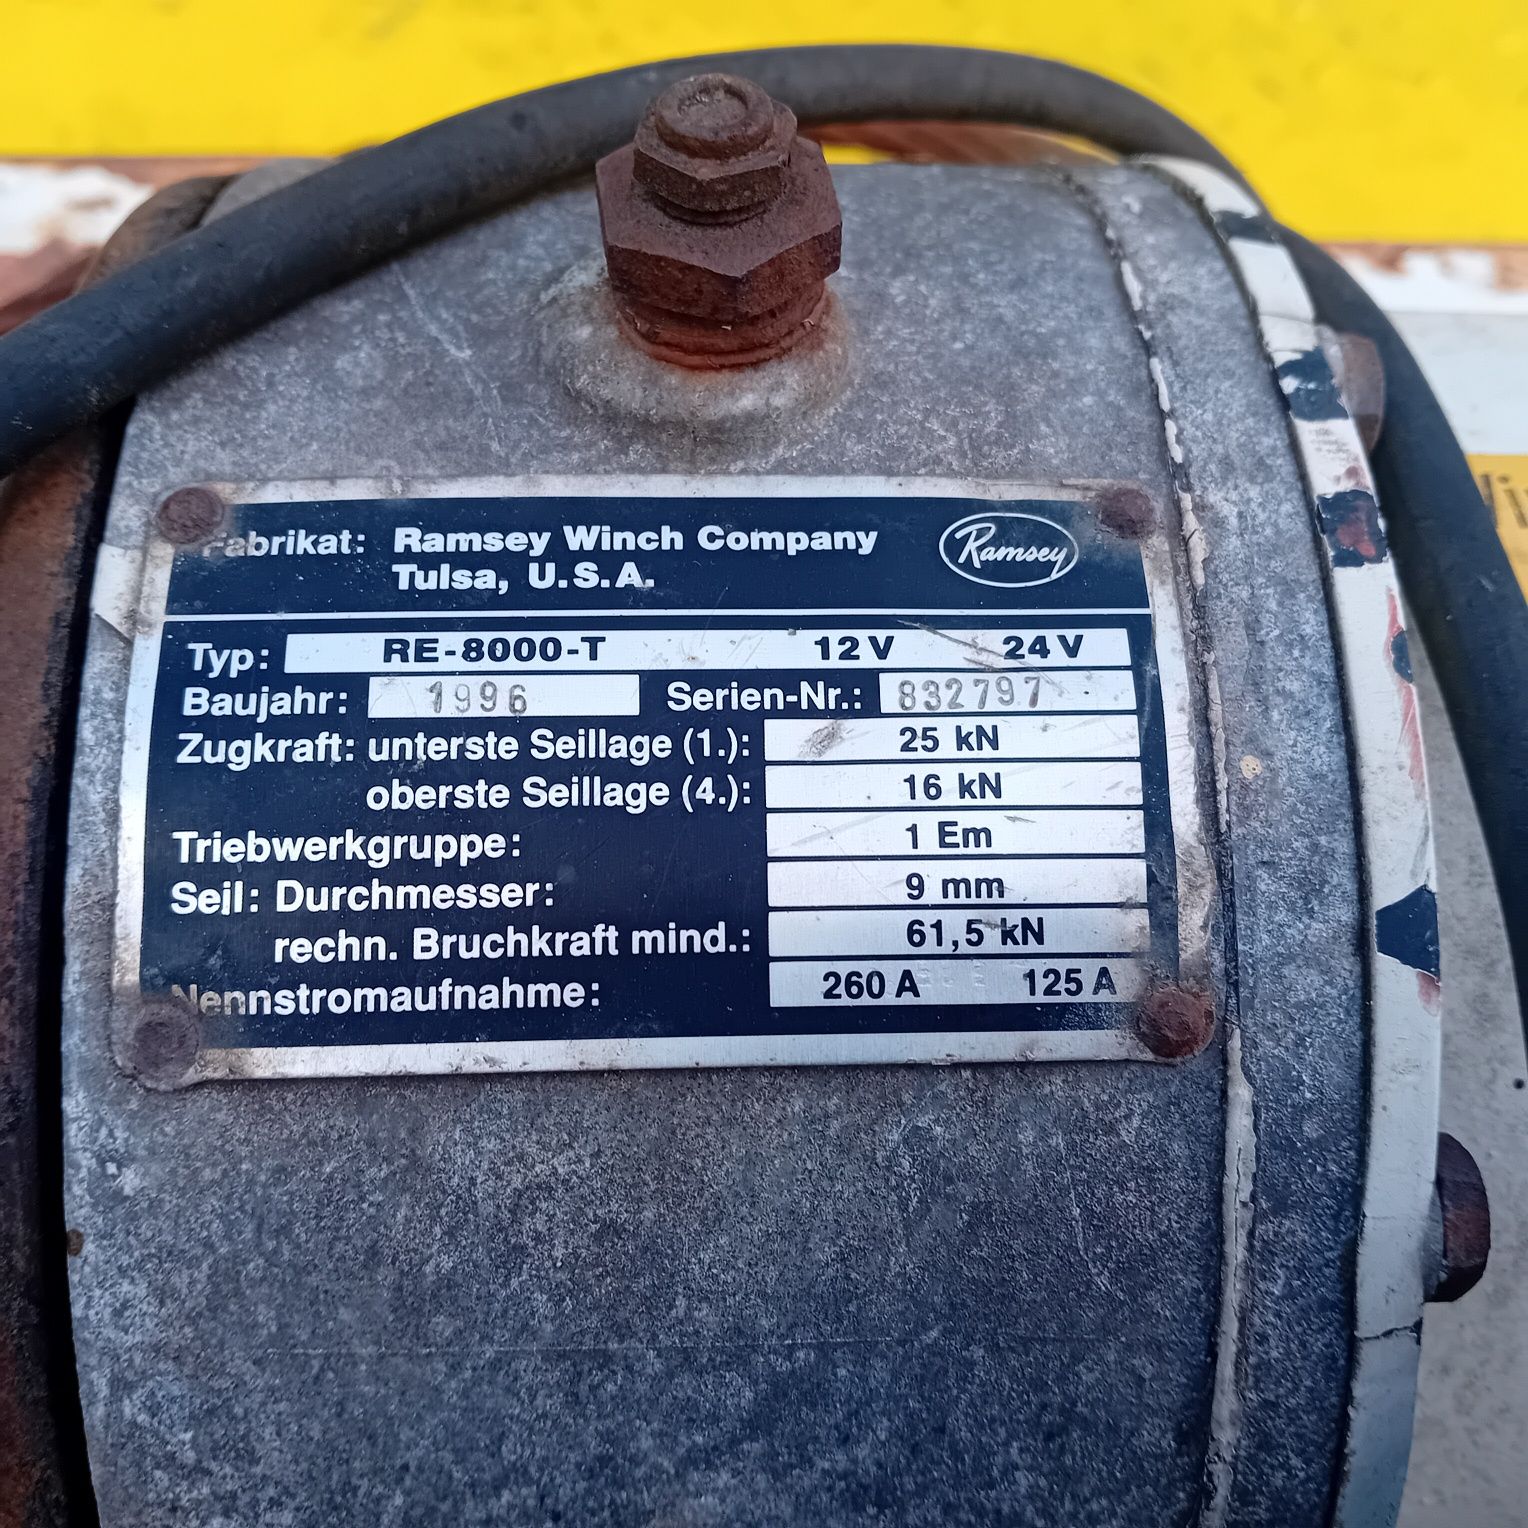 Fabrikat: Ramsey Winch Company
Tulsa, U.S.A.
Ramsey
Typ: RE-8000-T 12 V 24 V
Baujahr: 1996 Serien-Nr.: 832797
Zugkraft: unterste Seillage (1.): 25 kN
oberste Seillage (4.): 16 kN
Triebwerkgruppe: 1 Em
Seil: Durchmesser: 9 mm
rechn. Bruchkraft mind.: 61,5 kN
Nennstromaufnahme: 260 A 125 A